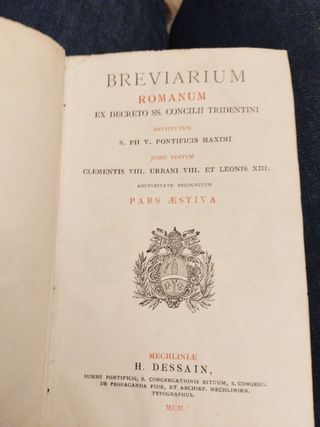 BREVIARIUM
ROMANUM
EX DECRETO SS. CONCILII TRIDENTINI
RESTITUTUM
S. PII V. PONTIFICIS MAXIMI
JUSSU EDITUM
CLEMENTIS VIII. URBANI VIII. ET LEONIS XIII.
AUCTORITATE RECOGNITUM
PARS ÆSTIVA
MECHLINIÆ
H. DESSAIN,
SUMMI PONTIFICIS, S. CONGREGATIONIS RITUUM, S. CONGREG.
DE PROPAGANDA FIDE, ET ARCHIEP. MECHLINIEN.
TYPOGRAPHUS.
MCM.